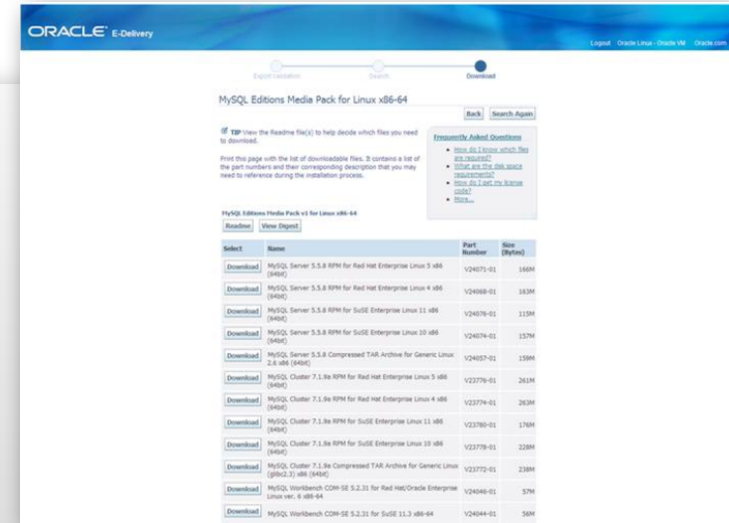 ORACLE E-Delivery
Logout Oracle Linux - Oracle VM Oracle.com
Export Validation Search Download
MySQL Editions Media Pack for Linux x86-64
Back Search Again
TIP View the Readme file(s) to help decide which files you need
to download.
Print this page with the list of downloadable files. It contains a list of
the part numbers and their corresponding description that you may
need to reference during the installation process.
Frequently Asked Questions
How do I know which files
are required?
What are the disk space
requirements?
How do I get my license
code?
More...
MySQL Editions Media Pack v1 for Linux x86-64
Readme View Digest
Select Name Part Number Size (Bytes)
Download MySQL Server 5.5.8 RPM for Red Hat Enterprise Linux 5 x86 V24071-01 166M
(64bit)
Download MySQL Server 5.5.8 RPM for Red Hat Enterprise Linux 4 x86 V24068-01 163M
(64bit)
Download MySQL Server 5.5.8 RPM for SuSE Enterprise Linux 11 x86 V24076-01 115M
(64bit)
Download MySQL Server 5.5.8 RPM for SuSE Enterprise Linux 10 x86 V24074-01 157M
(64bit)
Download MySQL Server 5.5.8 Compressed TAR Archive for Generic Linux V24057-01 159M
2.6 x86 (64bit)
Download MySQL Cluster 7.1.9a RPM for Red Hat Enterprise Linux 5 x86 V23776-01 261M
(64bit)
Download MySQL Cluster 7.1.9a RPM for Red Hat Enterprise Linux 4 x86 V23774-01 263M
(64bit)
Download MySQL Cluster 7.1.9a RPM for SuSE Enterprise Linux 11 x86 V23780-01 176M
(64bit)
Download MySQL Cluster 7.1.9a RPM for SuSE Enterprise Linux 10 x86 V23778-01 228M
(64bit)
Download MySQL Cluster 7.1.9a Compressed TAR Archive for Generic Linux V23772-01 238M
(glibc2.3) x86 (64bit)
Download MySQL Workbench COM-SE 5.2.31 for Red Hat/Oracle Enterprise V24046-01 57M
Linux ver. 6 x86-64
Download MySQL Workbench COM-SE 5.2.31 for SuSE 11.3 x86-64 V24044-01 56M